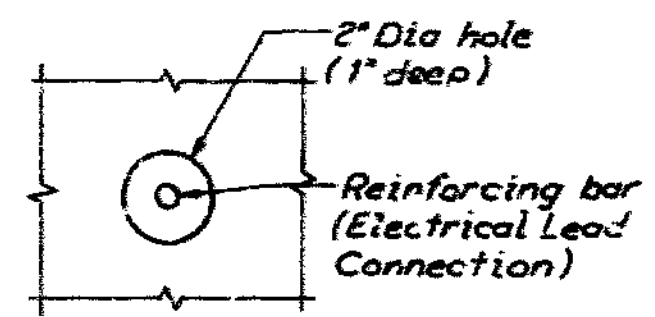 2" Dia hole
(1" deep)
Reinforcing bar
(Electrical Lead
Connection)